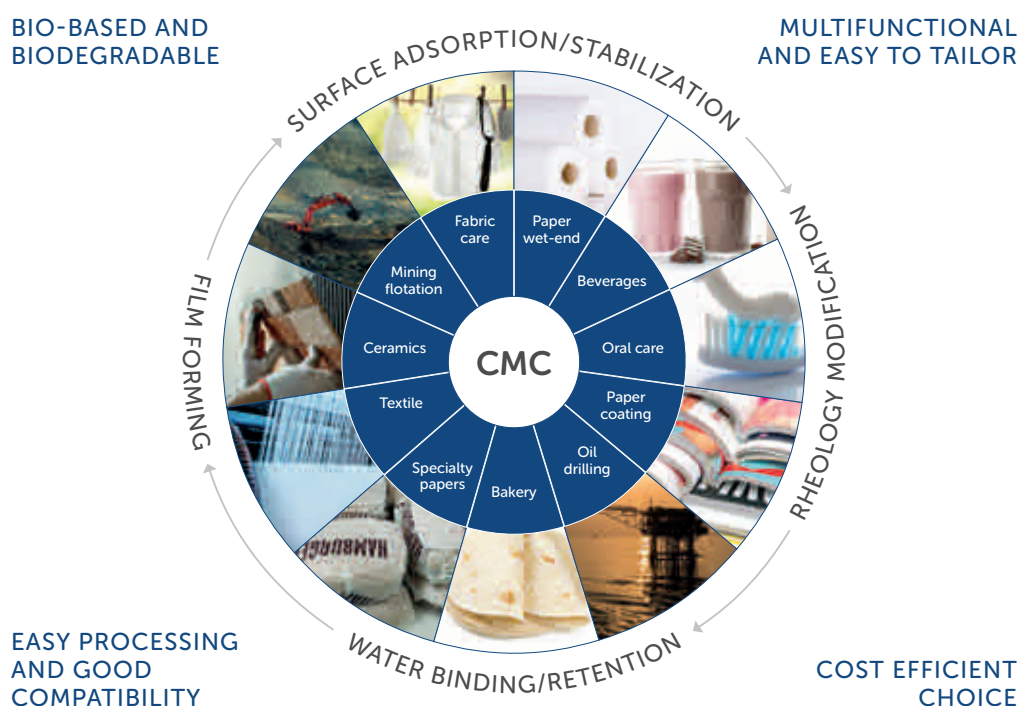 BIO-BASED AND
BIODEGRADABLE
MULTIFUNCTIONAL
AND EASY TO TAILOR
SURFACE ADSORPTION/STABILIZATION
RHEOLOGY MODIFICATION
WATER BINDING/RETENTION
FILM FORMING
Fabric
care
Paper
wet-end
Beverages
Oral care
Paper
coating
Oil
drilling
Bakery
Specialty
papers
Textile
Ceramics
Mining
flotation
CMC
HAMBURGE
EASY PROCESSING
AND GOOD
COMPATIBILITY
COST EFFICIENT
CHOICE